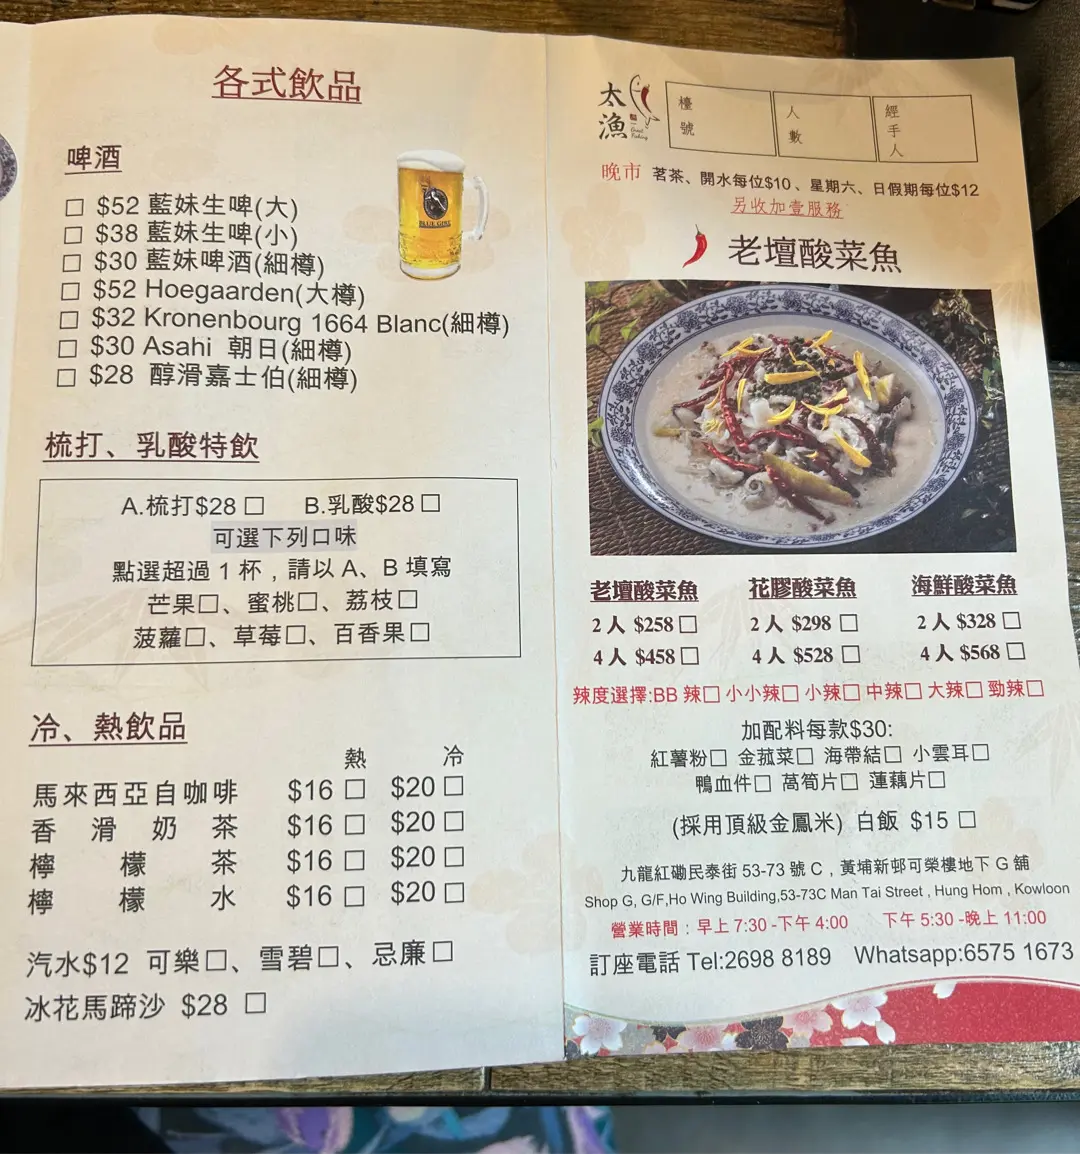 各式飲品
啤酒
□ $52 藍妹生啤(大)
□ $38 藍妹生啤(小)
□ $30 藍妹啤酒(細樽)
□ $52 Hoegaarden(大樽)
□ $32 Kronenbourg 1664 Blanc(細樽)
□ $30 Asahi 朝日(細樽)
□ $28 醇滑嘉士伯(細樽)
BLUE GIRL
梳打、乳酸特飲
A.梳打$28 □ B.乳酸$28 □
可選下列口味
點選超過 1 杯，請以 A、B 填寫
芒果□、蜜桃□、荔枝□
菠蘿□、草莓□、百香果□
冷、熱飲品
熱 冷
馬來西亞自咖啡 $16 □ $20 □
香滑奶茶 $16 □ $20 □
檸檬茶 $16 □ $20 □
檸檬水 $16 □ $20 □
汽水$12 可樂□、雪碧□、忌廉□
冰花馬蹄沙 $28 □
太漁
檯號 人數 經手人
晚市 茗茶、開水每位$10、星期六、日假期每位$12
另收加壹服務
老壇酸菜魚
老壇酸菜魚 花膠酸菜魚 海鮮酸菜魚
2 人 $258 □ 2 人 $298 □ 2 人 $328 □
4 人 $458 □ 4 人 $528 □ 4 人 $568 □
辣度選擇:BB 辣□ 小小辣□ 小辣□ 中辣□ 大辣□ 勁辣□
加配料每款$30:
紅薯粉□ 金菰菜□ 海帶結□ 小雲耳□
鴨血件□ 萵筍片□ 蓮藕片□
(採用頂級金鳳米) 白飯 $15 □
九龍紅磡民泰街 53-73 號 C，黃埔新邨可榮樓地下 G 舖
Shop G, G/F,Ho Wing Building,53-73C Man Tai Street , Hung Hom , Kowloon
營業時間：早上 7:30 -下午 4:00 下午 5:30 -晚上 11:00
訂座電話 Tel:2698 8189 Whatsapp:6575 1673